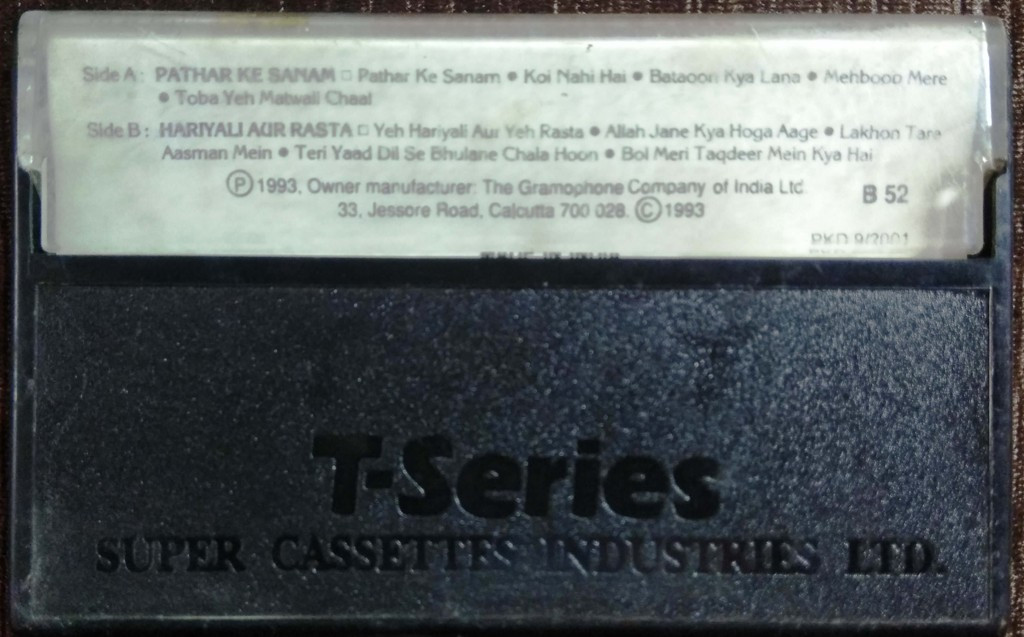 Side A : PATHAR KE SANAM □ Pathar Ke Sanam ● Koi Nahi Hai ● Bataoon Kya Lana ● Mehboob Mere
● Toba Yeh Matwali Chaal
Side B : HARIYALI AUR RASTA □ Yeh Hariyali Aur Yeh Rasta ● Allah Jane Kya Hoga Aage ● Lakhon Tare
Aasman Mein ● Teri Yaad Dil Se Bhulane Chala Hoon ● Bol Meri Taqdeer Mein Kya Hai
Ⓟ 1993, Owner manufacturer: The Gramophone Company of India Ltd.
33, Jessore Road, Calcutta 700 028. © 1993
B 52
PKD 9/2001
T-Series
SUPER CASSETTES INDUSTRIES LTD.